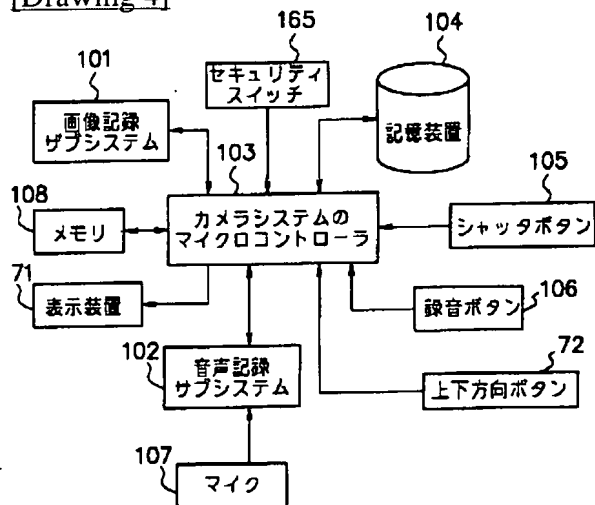 [Drawing 4]
165
104
101
セキュリティ
スイッチ
画像記録
サブシステム
記憶装置
103
105
108
カメラシステムの
マイクロコントローラ
シャッタボタン
メモリ
71
106
表示装置
録音ボタン
102
音声記録
サブシステム
72
上下方向ボタン
107
マイク